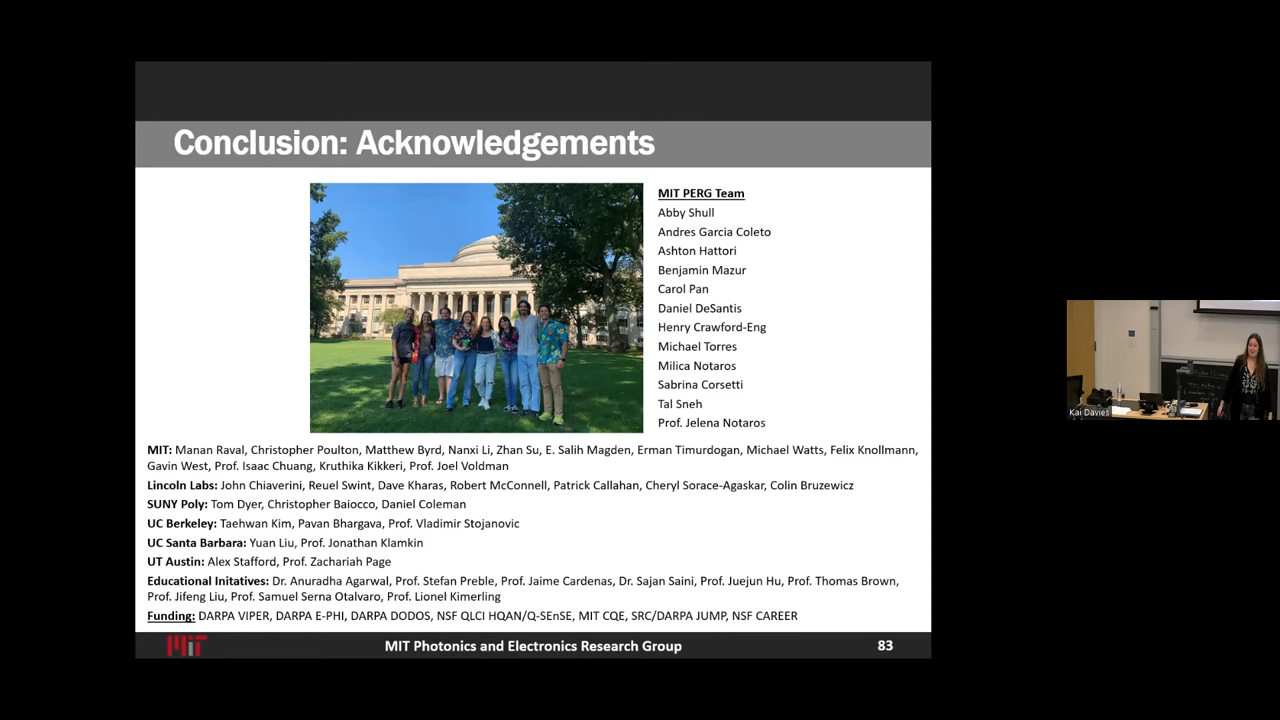 Conclusion: Acknowledgements
MIT PERG Team
Abby Shull
Andres Garcia Coleto
Ashton Hattori
Benjamin Mazur
Carol Pan
Daniel DeSantis
Henry Crawford-Eng
Michael Torres
Milica Notaros
Sabrina Corsetti
Tal Sneh
Prof. Jelena Notaros
MIT: Manan Raval, Christopher Poulton, Matthew Byrd, Nanxi Li, Zhan Su, E. Salih Magden, Erman Timurdogan, Michael Watts, Felix Knollmann,
Gavin West, Prof. Isaac Chuang, Kruthika Kikkeri, Prof. Joel Voldman
Lincoln Labs: John Chiaverini, Reuel Swint, Dave Kharas, Robert McConnell, Patrick Callahan, Cheryl Sorace-Agaskar, Colin Bruzewicz
SUNY Poly: Tom Dyer, Christopher Baiocco, Daniel Coleman
UC Berkeley: Taehwan Kim, Pavan Bhargava, Prof. Vladimir Stojanovic
UC Santa Barbara: Yuan Liu, Prof. Jonathan Klamkin
UT Austin: Alex Stafford, Prof. Zachariah Page
Educational Initatives: Dr. Anuradha Agarwal, Prof. Stefan Preble, Prof. Jaime Cardenas, Dr. Sajan Saini, Prof. Juejun Hu, Prof. Thomas Brown,
Prof. Jifeng Liu, Prof. Samuel Serna Otalvaro, Prof. Lionel Kimerling
Funding: DARPA VIPER, DARPA E-PHI, DARPA DODOS, NSF QLCI HQAN/Q-SEnSE, MIT CQE, SRC/DARPA JUMP, NSF CAREER
MIT
MIT Photonics and Electronics Research Group
83
Kai Davies